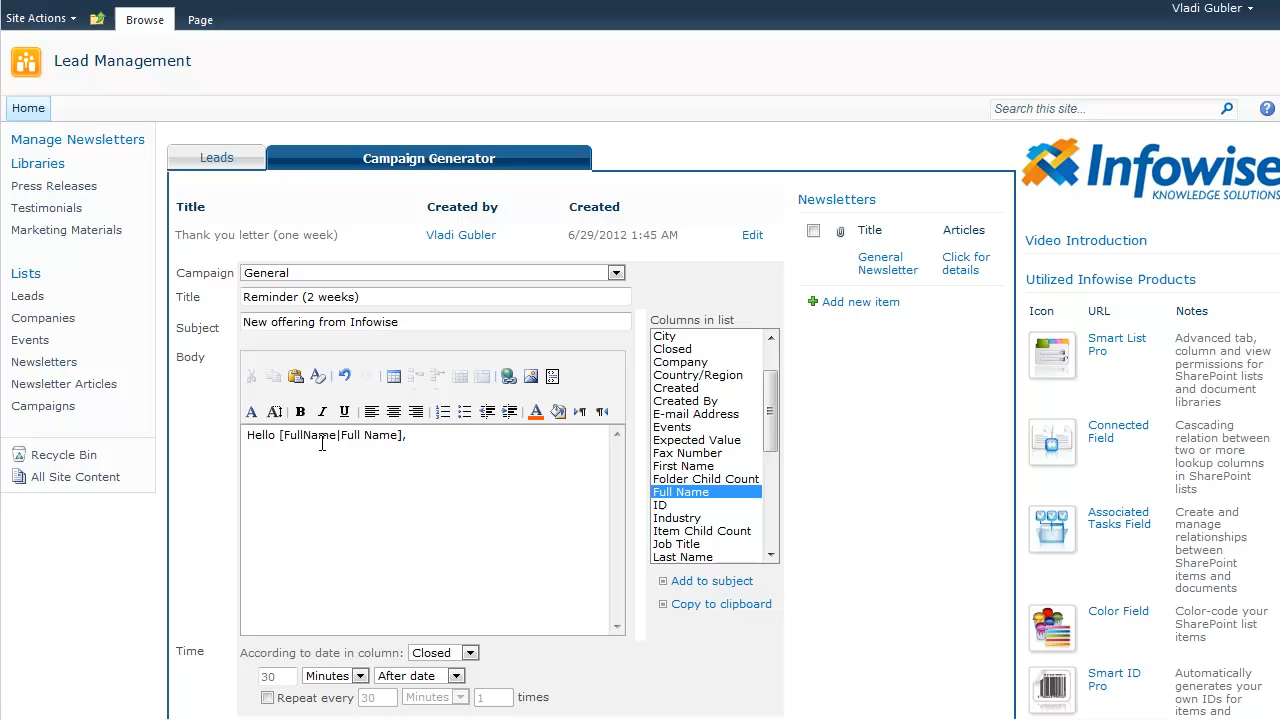 Site Actions
Browse
Page
Vladi Gubler
Lead Management
Home
Search this site...
Manage Newsletters
Libraries
Press Releases
Testimonials
Marketing Materials
Lists
Leads
Companies
Events
Newsletters
Newsletter Articles
Campaigns
Recycle Bin
All Site Content
Leads
Campaign Generator
Title Created by Created
Thank you letter (one week) Vladi Gubler 6/29/2012 1:45 AM Edit
Campaign General
Title Reminder (2 weeks)
Subject New offering from Infowise
Body
Hello [FullName|Full Name],
Columns in list
City
Closed
Company
Country/Region
Created
Created By
E-mail Address
Events
Expected Value
Fax Number
First Name
Folder Child Count
Full Name
ID
Industry
Item Child Count
Job Title
Last Name
Add to subject
Copy to clipboard
Time According to date in column: Closed
30 Minutes After date
Repeat every 30 Minutes 1 times
Newsletters
Title Articles
General Newsletter
Click for details
Add new item
Infowise
KNOWLEDGE SOLUTIONS
Video Introduction
Utilized Infowise Products
Icon URL Notes
Smart List Pro
Advanced tab,
column and view
permissions for
SharePoint lists
and document
libraries
Connected Field
Cascading
relation between
two or more
lookup columns
in SharePoint
lists
Associated Tasks Field
Create and
manage
relationships
between
SharePoint
items and
documents
Color Field
Color-code your
SharePoint list
items
Smart ID Pro
Automatically
generates your
own IDs for
items and